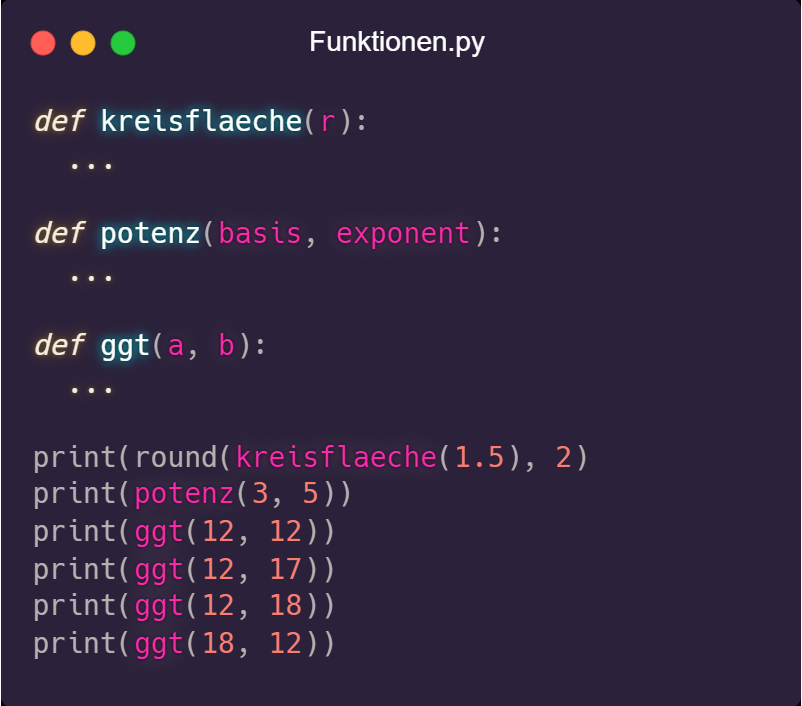 Funktionen.py
def kreisflaeche(r):
  ...
def potenz(basis, exponent):
  ...
def ggt(a, b):
  ...
print(round(kreisflaeche(1.5), 2)
print(potenz(3, 5))
print(ggt(12, 12))
print(ggt(12, 17))
print(ggt(12, 18))
print(ggt(18, 12))